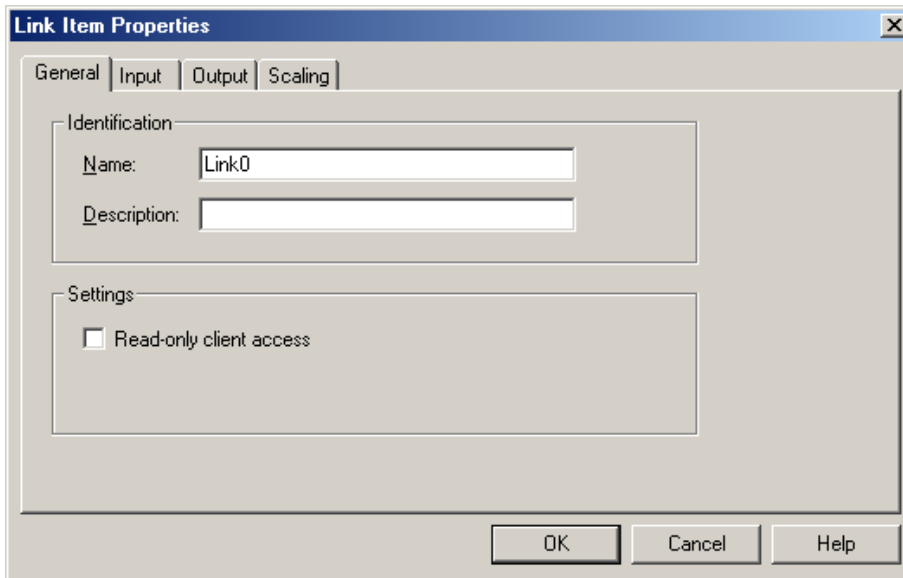 Link Item Properties
General Input Output Scaling
Identification
Name: Link0
Description:
Settings
Read-only client access
OK Cancel Help